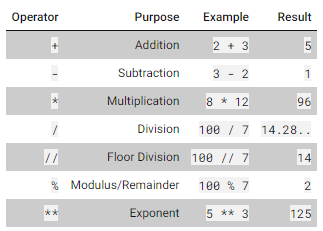 Operator Purpose Example Result
+ Addition 2 + 3 5
- Subtraction 3 - 2 1
* Multiplication 8 * 12 96
/ Division 100 / 7 14.28..
// Floor Division 100 // 7 14
% Modulus/Remainder 100 % 7 2
** Exponent 5 ** 3 125